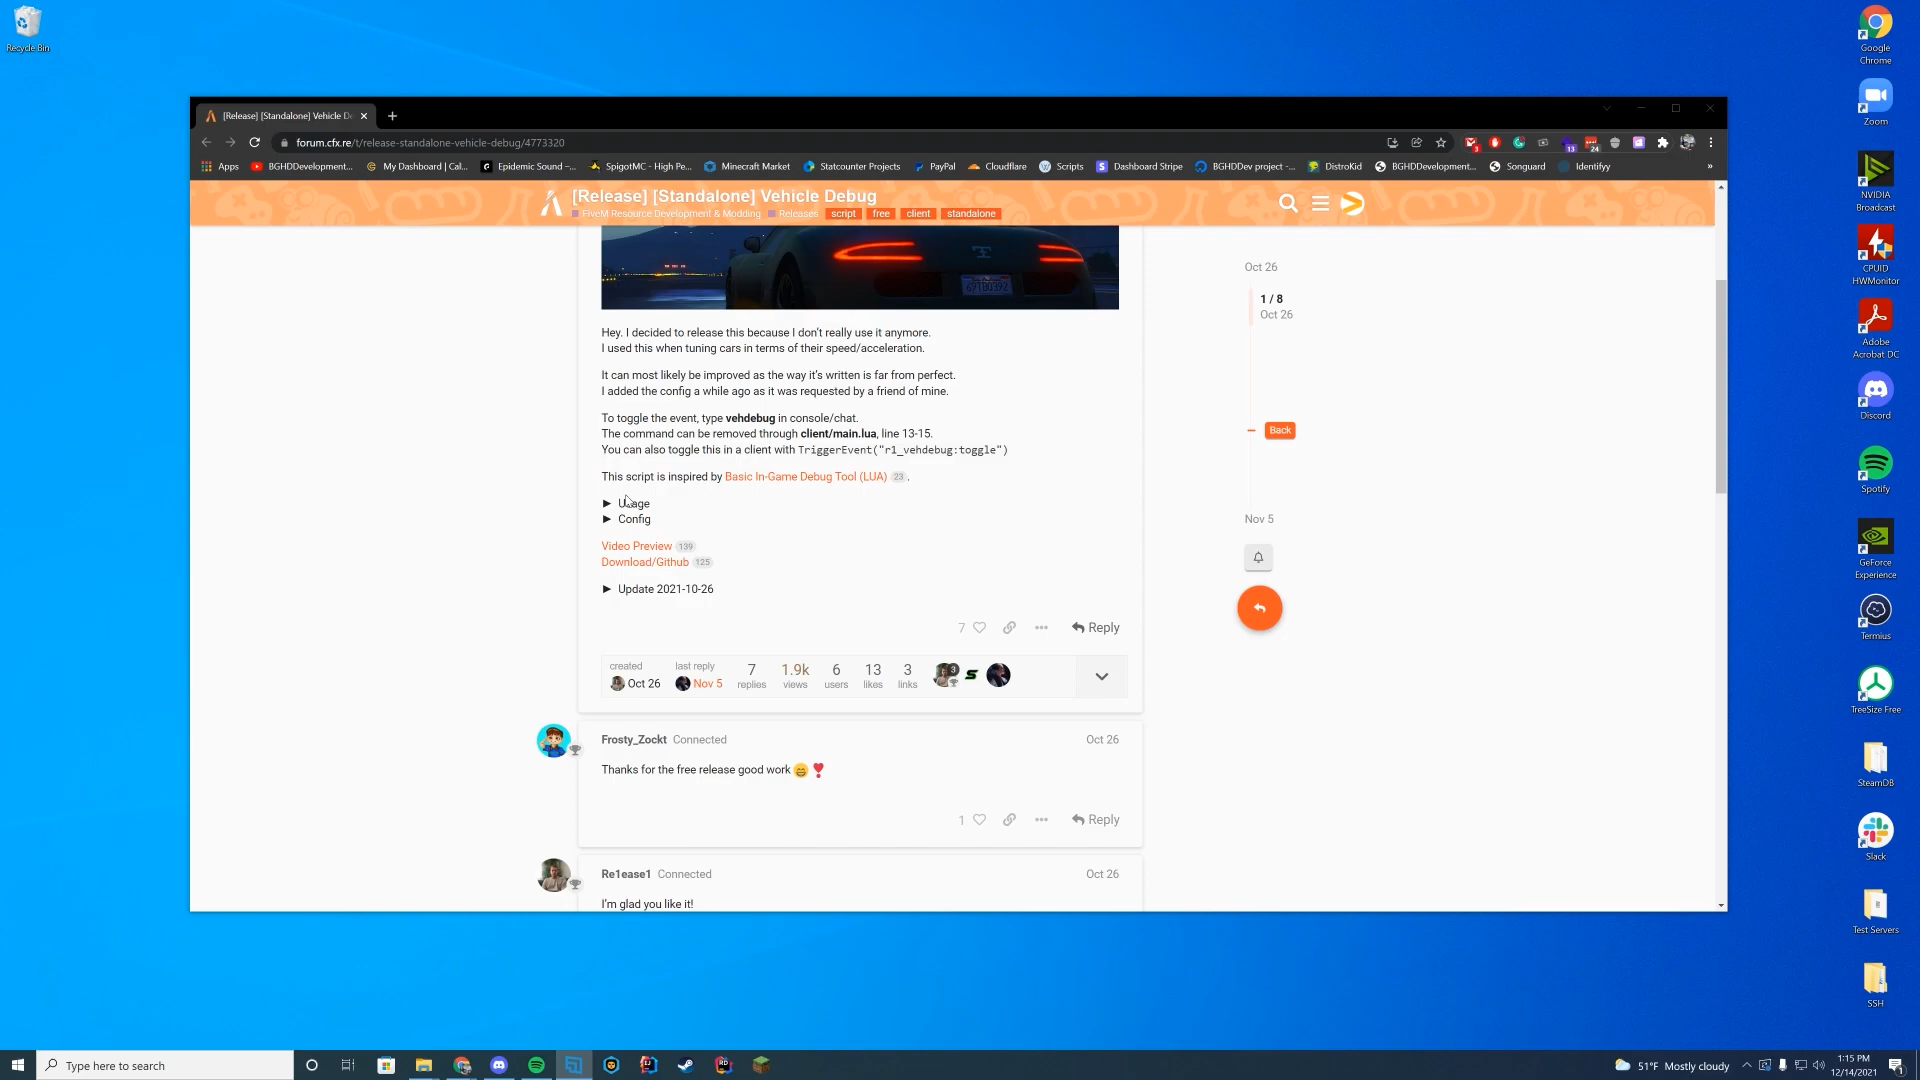 Recycle Bin
[Release] [Standalone] Vehicle D
forum.cfx.re/t/release-standalone-vehicle-debug/4773320
3
13
24
Apps
BGHDDevelopment...
My Dashboard | Cal...
Epidemic Sound –...
SpigotMC - High Pe...
Minecraft Market
Statcounter Projects
PayPal
Cloudflare
Scripts
Dashboard Stripe
BGHDDev project -...
DistroKid
BGHDDevelopment...
Songuard
Identifyy
»
[Release] [Standalone] Vehicle Debug
FiveM Resource Development & Modding
Releases
script
free
client
standalone
Hey. I decided to release this because I don't really use it anymore.
I used this when tuning cars in terms of their speed/acceleration.
It can most likely be improved as the way it's written is far from perfect.
I added the config a while ago as it was requested by a friend of mine.
To toggle the event, type vehdebug in console/chat.
The command can be removed through client/main.lua, line 13-15.
You can also toggle this in a client with TriggerEvent("r1_vehdebug:toggle")
This script is inspired by Basic In-Game Debug Tool (LUA) 23 .
► Usage
► Config
Video Preview 139
Download/Github 125
► Update 2021-10-26
7
Reply
created
Oct 26
last reply
Nov 5
7
replies
1.9k
views
6
users
13
likes
3
links
3
Frosty_Zockt Connected
Oct 26
Thanks for the free release good work
1
Reply
Re1ease1 Connected
Oct 26
I'm glad you like it!
Oct 26
1 / 8
Oct 26
Back
Nov 5
Google
Chrome
Zoom
NVIDIA
Broadcast
CPUID
HWMonitor
Adobe
Acrobat DC
Discord
Spotify
GeForce
Experience
Termius
TreeSize Free
SteamDB
Slack
Test Servers
SSH
Type here to search
51°F Mostly cloudy
1:15 PM
12/14/2021
1